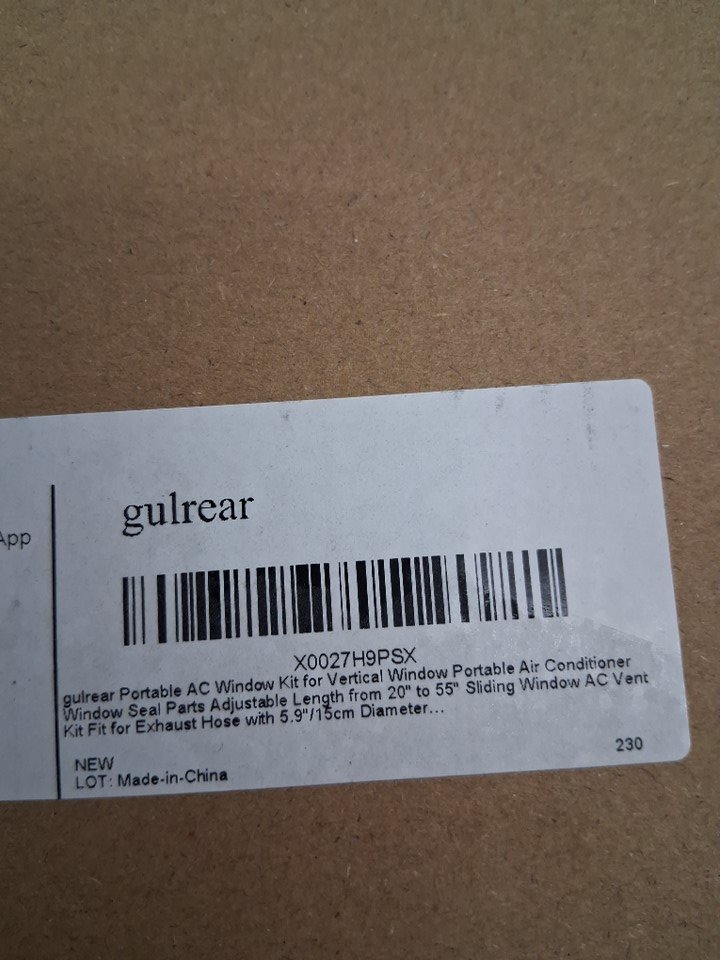 App
gulrear
X0027H9PSX
gulrear Portable AC Window Kit for Vertical Window Portable Air Conditioner
Window Seal Parts Adjustable Length from 20" to 55" Sliding Window AC Vent
Kit Fit for Exhaust Hose with 5.9"/15cm Diameter...
NEW
230
LOT: Made-in-China